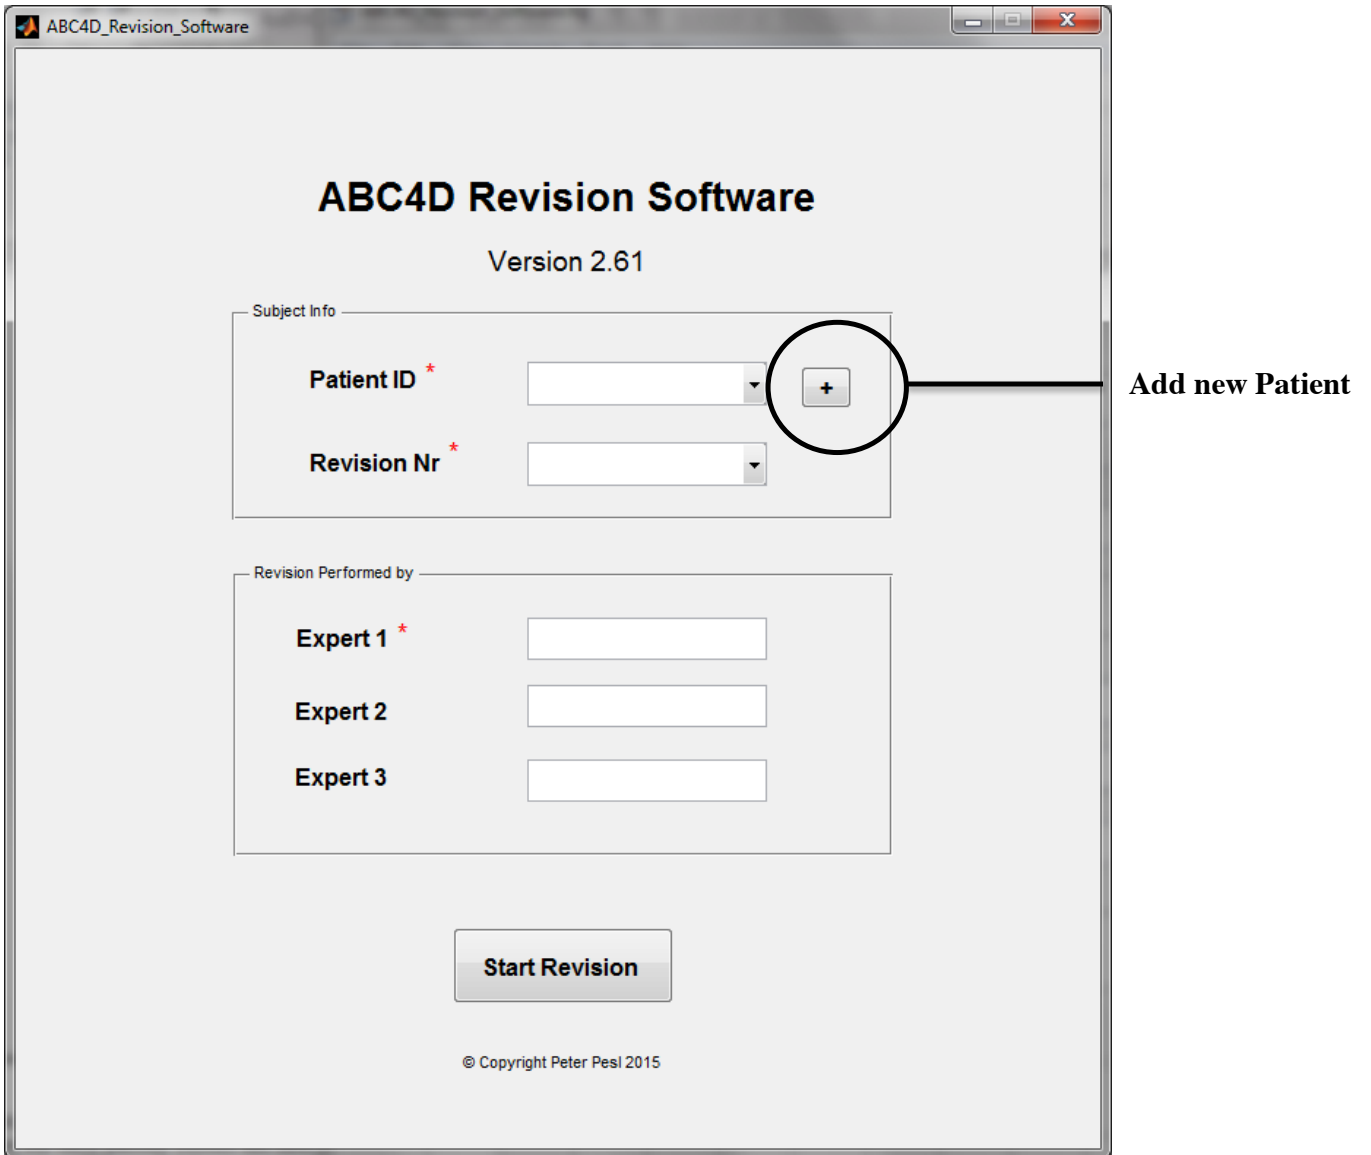 ABC4D_Revision_Software
ABC4D Revision Software
Version 2.61
Subject Info
Patient ID *
+
Add new Patient
Revision Nr *
Revision Performed by
Expert 1 *
Expert 2
Expert 3
Start Revision
© Copyright Peter Pesl 2015